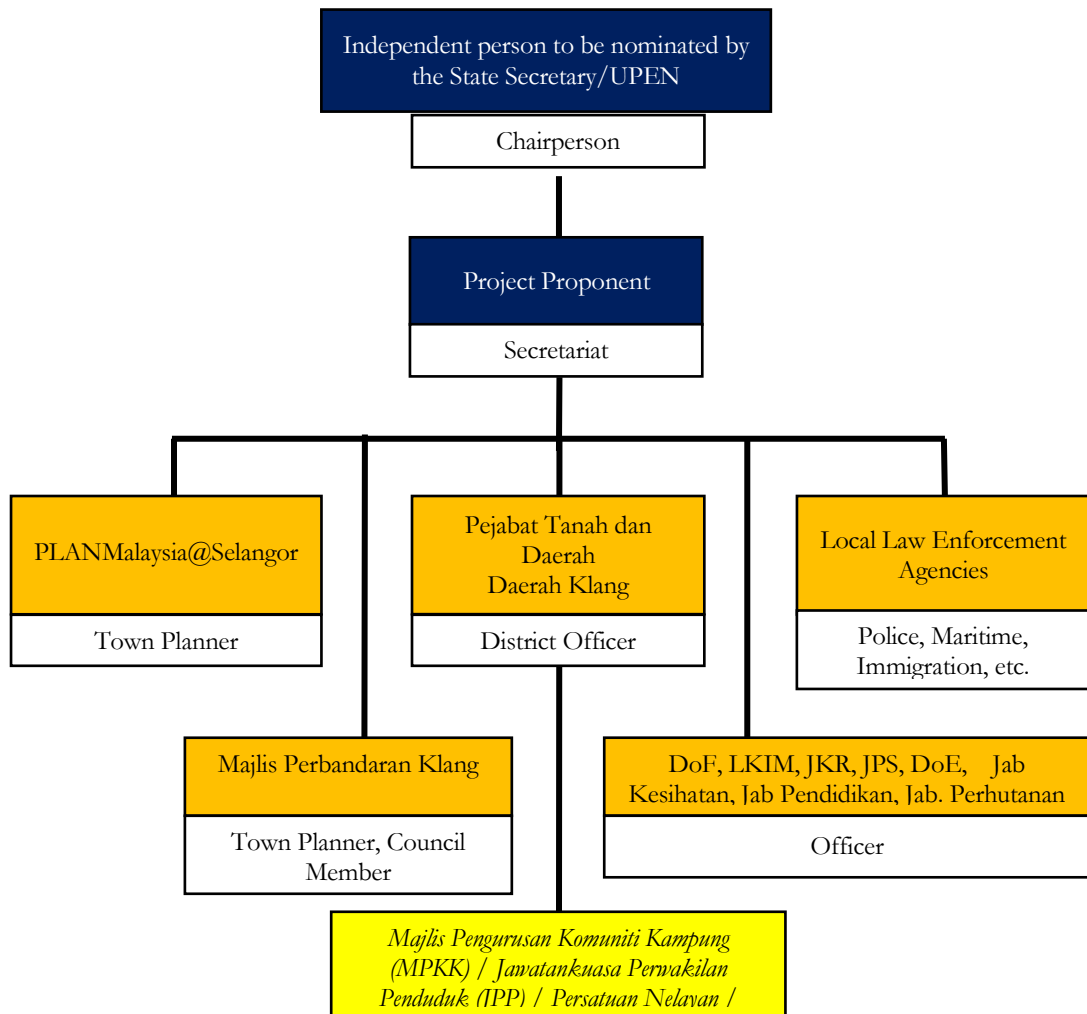 Independent person to be nominated by
the State Secretary/UPEN
Chairperson
Project Proponent
Secretariat
PLANMalaysia@Selangor
Town Planner
Pejabat Tanah dan
Daerah
Daerah Klang
District Officer
Local Law Enforcement
Agencies
Police, Maritime,
Immigration, etc.
Majlis Perbandaran Klang
Town Planner, Council
Member
DoF, LKIM, JKR, JPS, DoE, Jab
Kesihatan, Jab Pendidikan, Jab. Perhutanan
Officer
Majlis Pengurusan Komuniti Kampung
(MPKK) / Jawatankuasa Perwakilan
Penduduk (JPP) / Persatuan Nelayan /